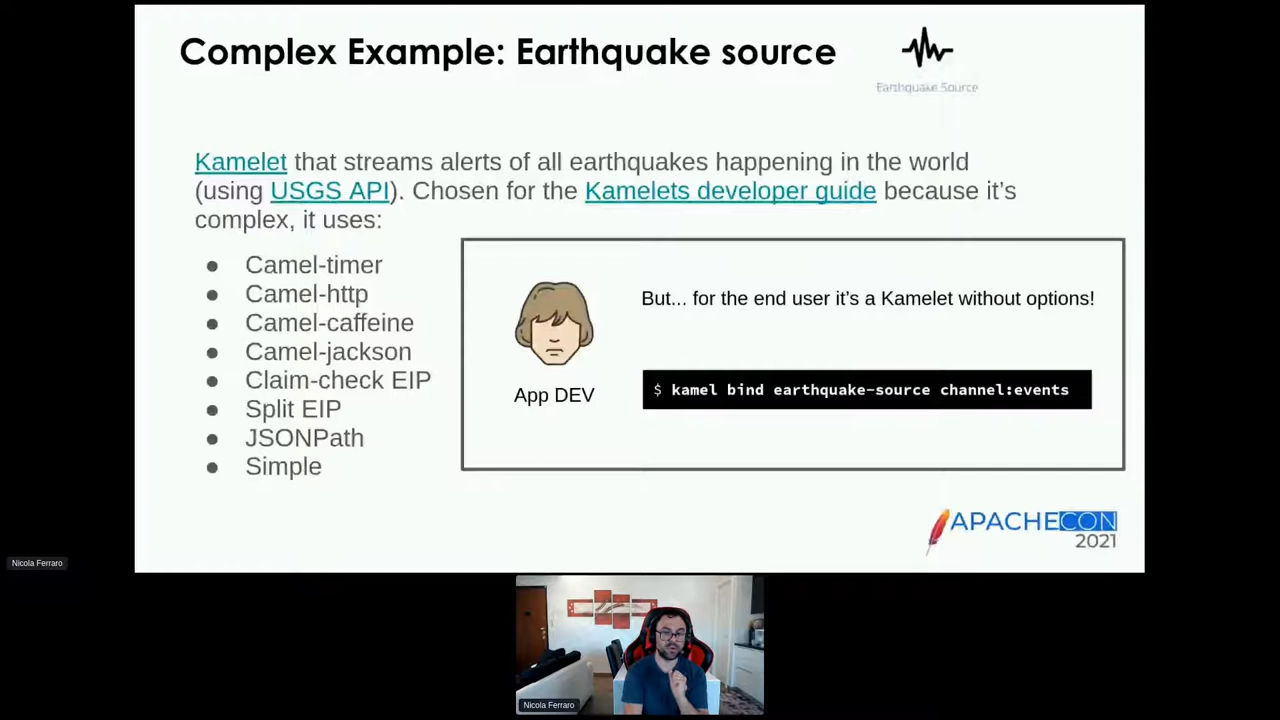 Complex Example: Earthquake source
Earthquake Source
Kamelet that streams alerts of all earthquakes happening in the world
(using USGS API). Chosen for the Kamelets developer guide because it's
complex, it uses:
● Camel-timer
● Camel-http
● Camel-caffeine
● Camel-jackson
● Claim-check EIP
● Split EIP
● JSONPath
● Simple
But... for the end user it's a Kamelet without options!
App DEV
$ kamel bind earthquake-source channel:events
APACHECON
2021
Nicola Ferraro
Nicola Ferraro